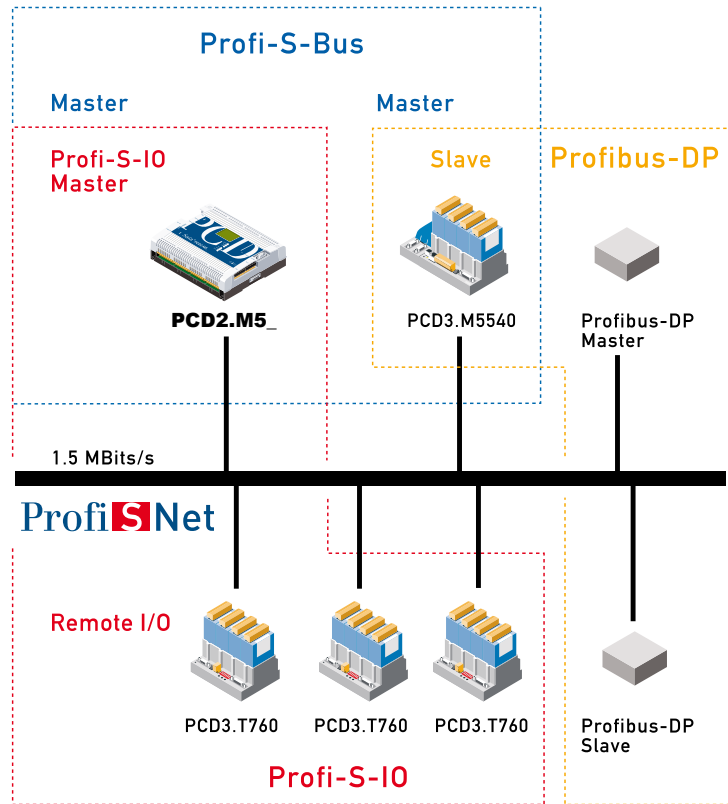 Profi-S-Bus
Master
Master
Profi-S-IO
Master
Slave
Profibus-DP
PCD
PCD2.M5_
PCD3.M5540
Profibus-DP
Master
1.5 MBits/s
Profi S Net
Remote I/O
PCD3.T760
PCD3.T760
PCD3.T760
Profibus-DP
Slave
Profi-S-IO